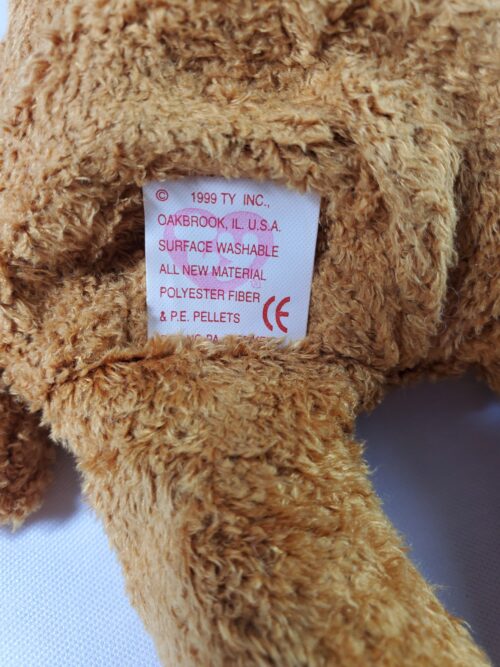 © 1999 TY INC.,
OAKBROOK, IL. U.S.A.
SURFACE WASHABLE
ALL NEW MATERIAL
POLYESTER FIBER
& P.E. PELLETS CE